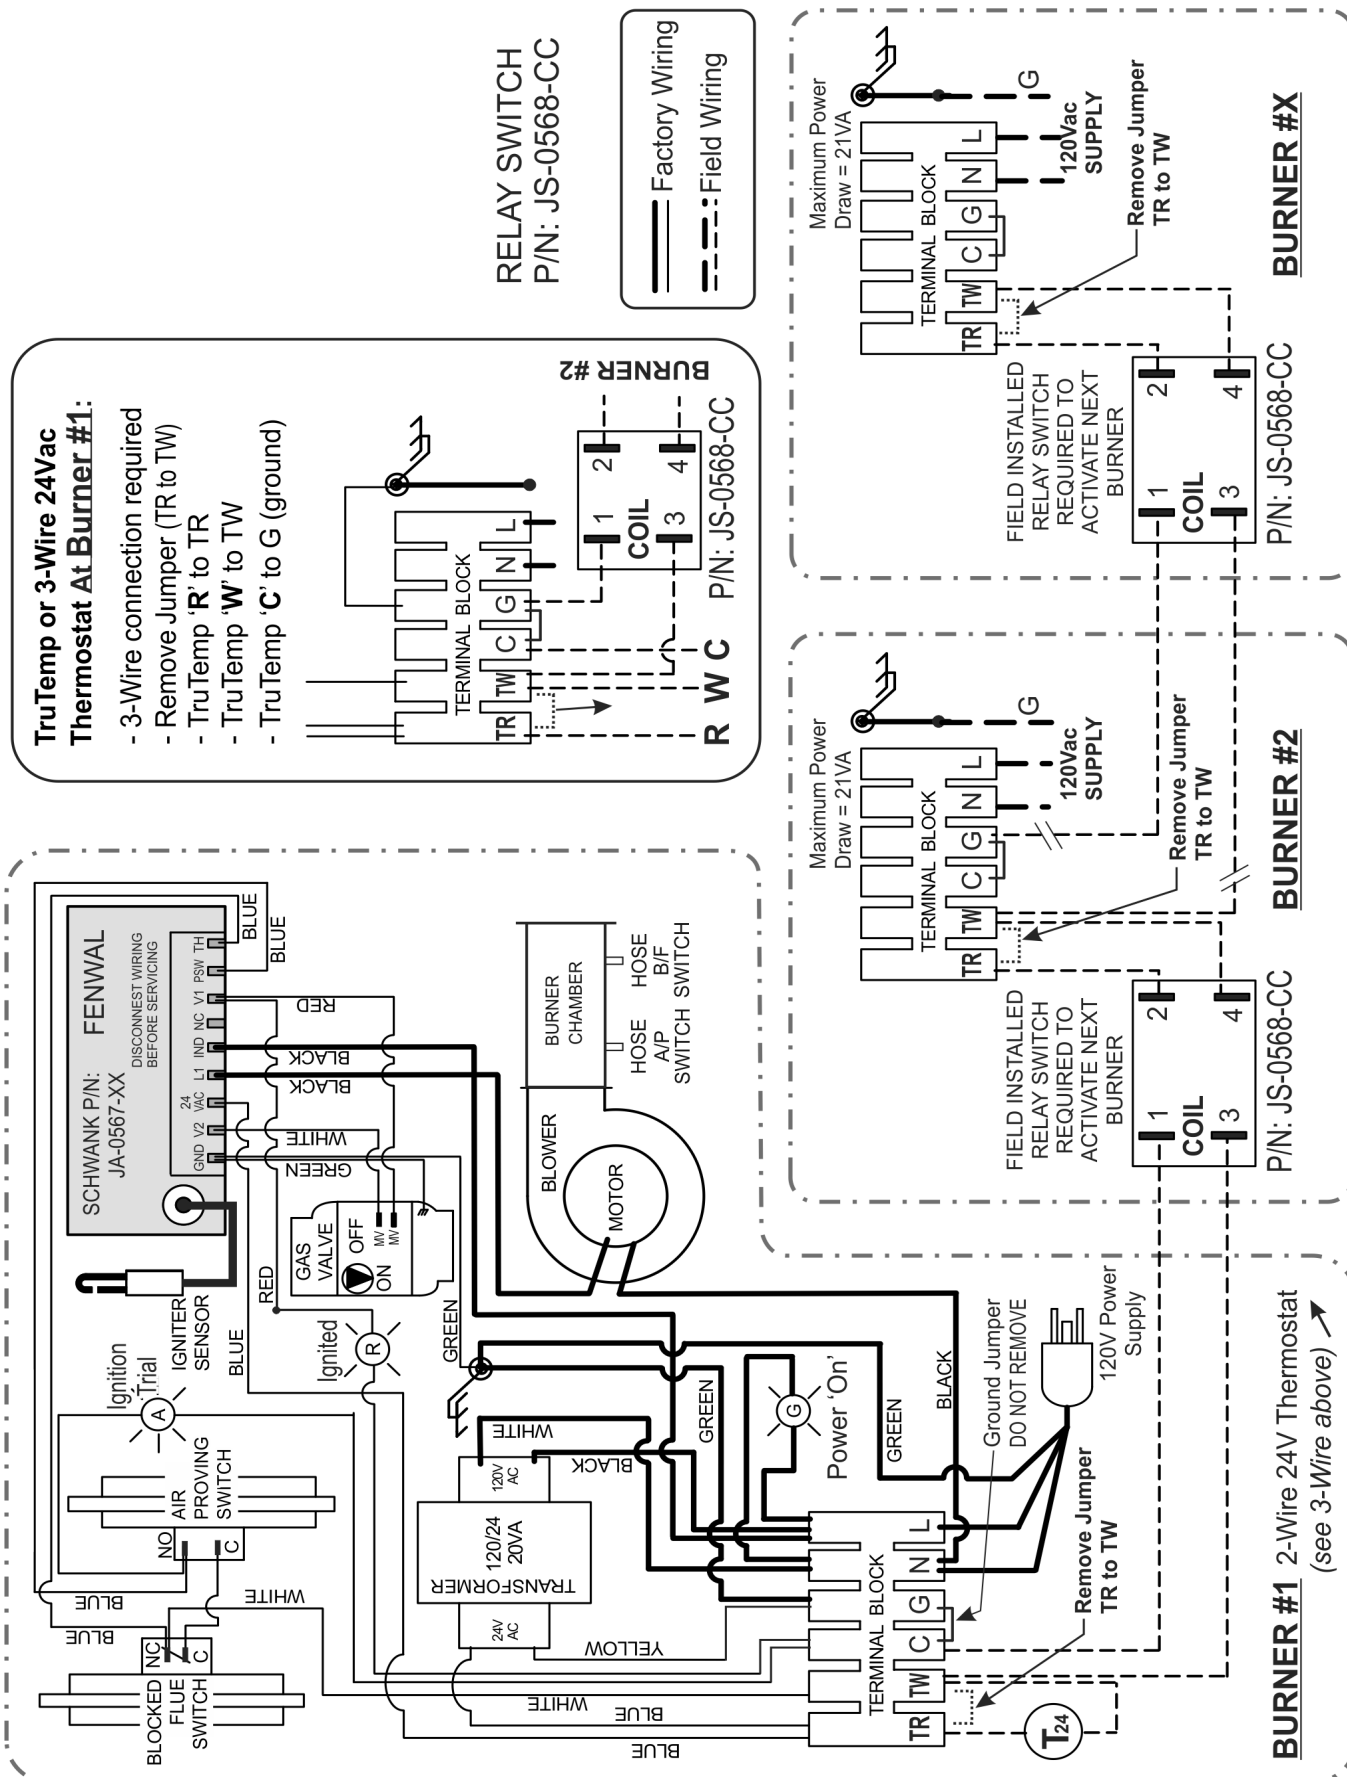 TruTemp or 3-Wire 24Vac
Thermostat At Burner #1:
- 3-Wire connection required
- Remove Jumper (TR to TW)
- TruTemp 'R' to TR
- TruTemp 'W' to TW
- TruTemp 'C' to G (ground)
TERMINAL BLOCK
TR
TW
C
G
N
L
R
W
C
1
2
COIL
3
4
P/N: JS-0568-CC
BURNER #2
RELAY SWITCH
P/N: JS-0568-CC
Factory Wiring
Field Wiring
SCHWANK P/N:
JA-0567-XX
FENWAL
DISCONNEST WIRING
BEFORE SERVICING
GND
V2
24
VAC
L1
IND
NC
V1
PSW
TH
BLUE
BLUE
RED
BLACK
BLACK
WHITE
GREEN
IGNITER
SENSOR
Ignition
Trial
A
AIR
PROVING
SWITCH
NO
C
BLUE
BLUE
WHITE
BLOCKED
FLUE
SWITCH
NC
C
BLUE
RED
Ignited
R
GAS
VALVE
OFF
ON
MV
MV
GREEN
BURNER
CHAMBER
BLOWER
MOTOR
HOSE
A/P
SWITCH
HOSE
B/F
SWITCH
120V
AC
120/24
20VA
TRANSFORMER
24V
AC
WHITE
BLACK
GREEN
YELLOW
WHITE
BLUE
BLUE
G
Power 'On'
GREEN
BLACK
TERMINAL BLOCK
TR
TW
C
G
N
L
Ground Jumper
DO NOT REMOVE
120V Power
Supply
Remove Jumper
TR to TW
T24
BURNER #1 2-Wire 24V Thermostat
(see 3-Wire above)
Maximum Power
Draw = 21VA
TERMINAL BLOCK
TR
TW
C
G
N
L
G
120Vac
SUPPLY
Remove Jumper
TR to TW
FIELD INSTALLED
RELAY SWITCH
REQUIRED TO
ACTIVATE NEXT
BURNER
1
2
COIL
3
4
P/N: JS-0568-CC
BURNER #2
Maximum Power
Draw = 21VA
TERMINAL BLOCK
TR
TW
C
G
N
L
G
120Vac
SUPPLY
Remove Jumper
TR to TW
FIELD INSTALLED
RELAY SWITCH
REQUIRED TO
ACTIVATE NEXT
BURNER
1
2
COIL
3
4
P/N: JS-0568-CC
BURNER #X